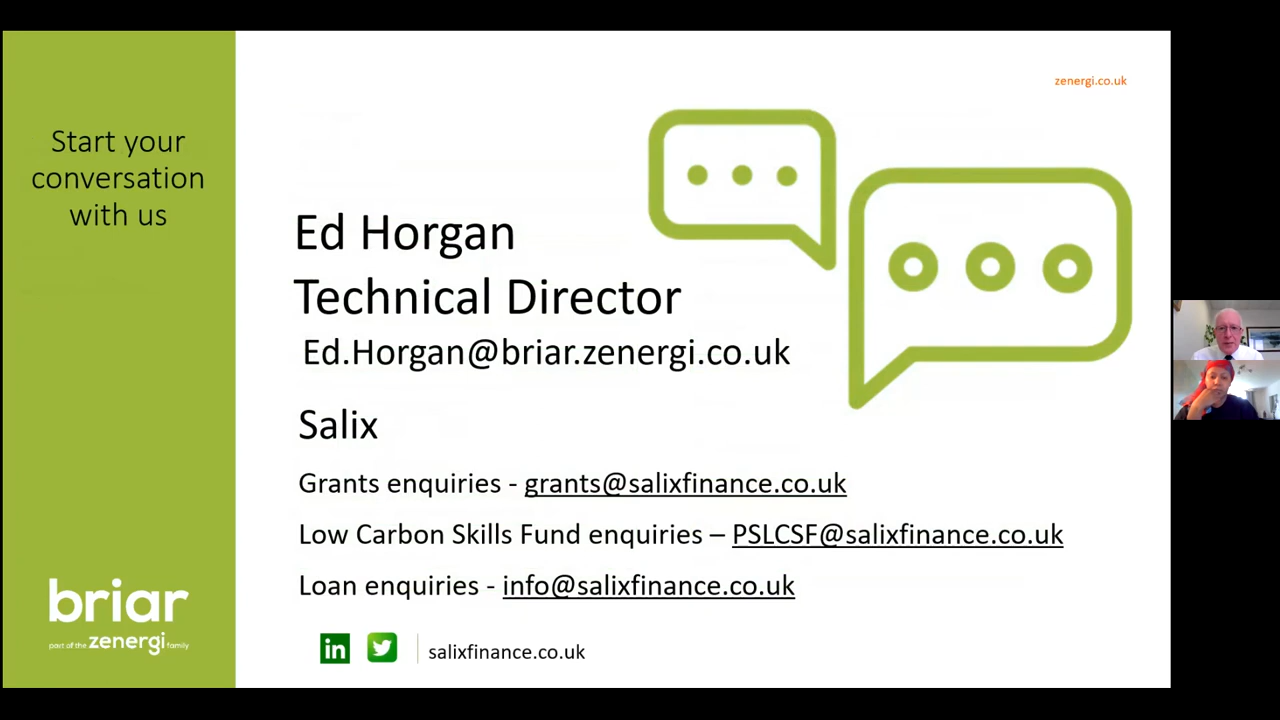 zenergi.co.uk
Start your
conversation
with us
Ed Horgan
Technical Director
Ed.Horgan@briar.zenergi.co.uk
Salix
Grants enquiries - grants@salixfinance.co.uk
Low Carbon Skills Fund enquiries – PSLCSF@salixfinance.co.uk
Loan enquiries - info@salixfinance.co.uk
briar
part of the zenergi family
in
salixfinance.co.uk